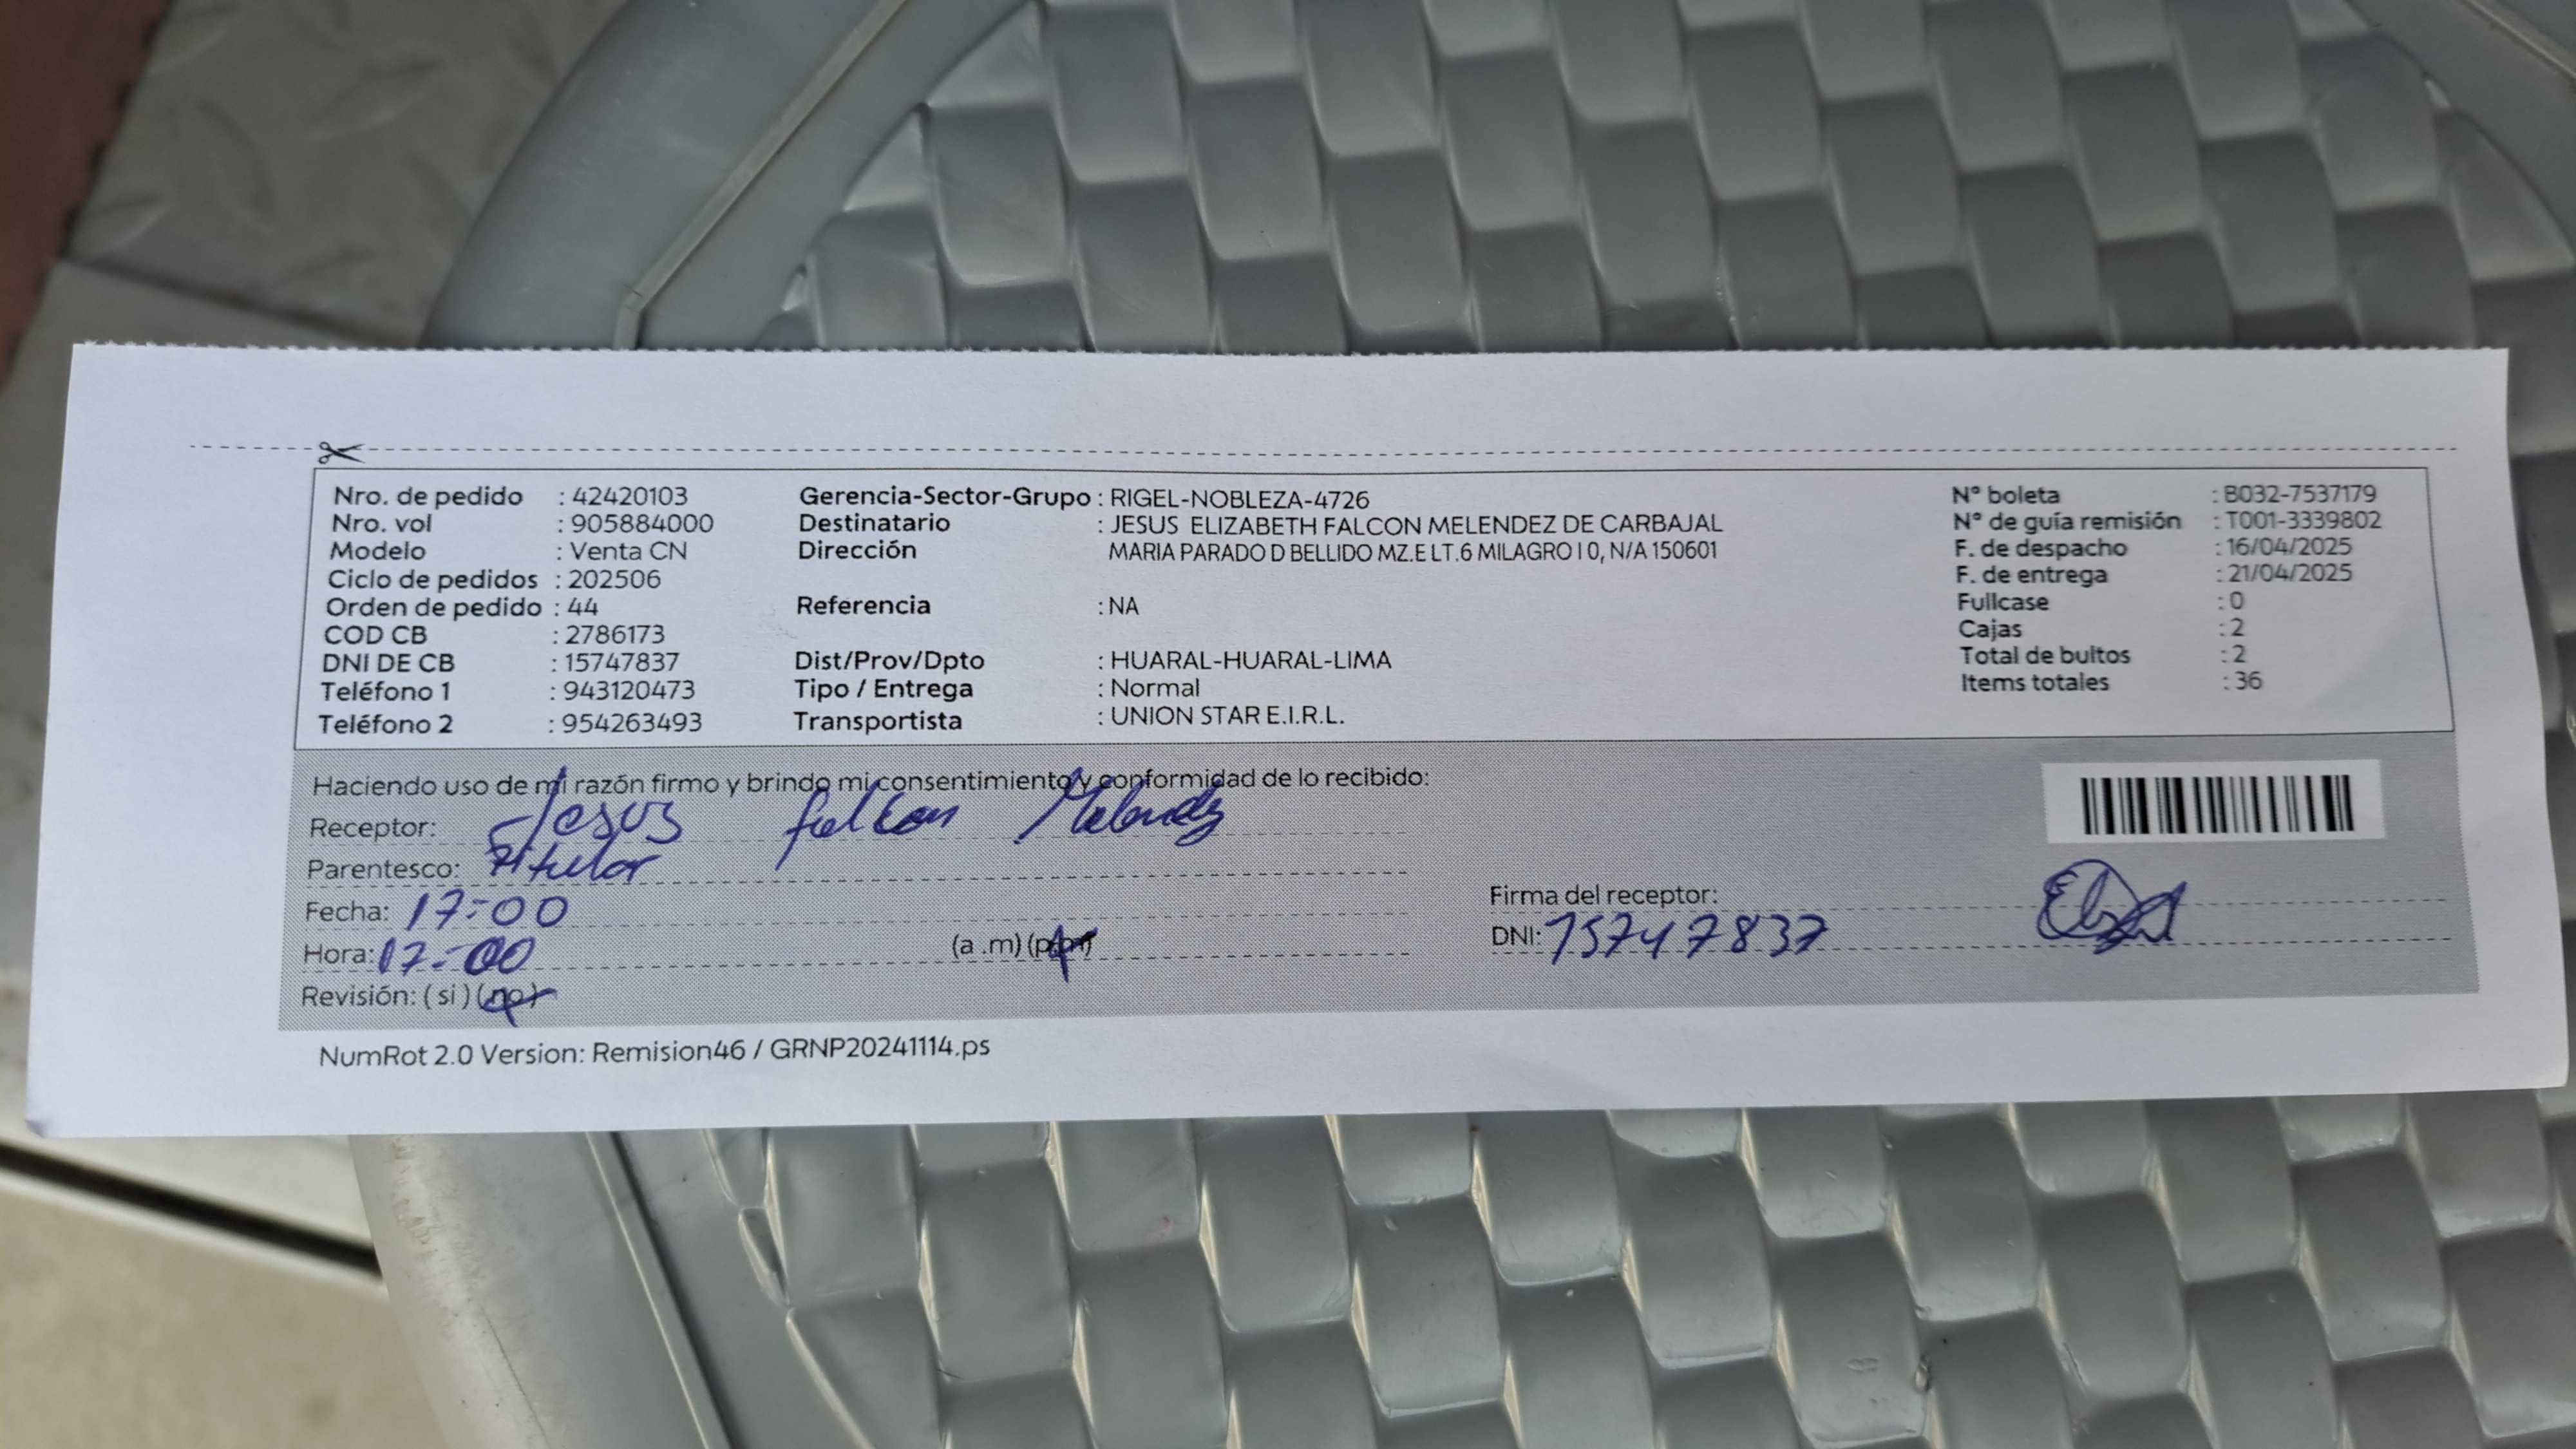 Nro. de pedido : 42420103 Gerencia-Sector-Grupo : RIGEL-NOBLEZA-4726 N° boleta : B032-7537179
Nro. vol : 905884000 Destinatario : JESUS ELIZABETH FALCON MELENDEZ DE CARBAJAL N° de guía remisión : T001-3339802
Modelo : Venta CN Dirección MARIA PARADO D BELLIDO MZ.E LT.6 MILAGRO I 0, N/A 150601 F. de despacho : 16/04/2025
Ciclo de pedidos : 202506 F. de entrega : 21/04/2025
Orden de pedido : 44 Referencia : NA Fullcase : 0
COD CB : 2786173 Cajas : 2
DNI DE CB : 15747837 Dist/Prov/Dpto : HUARAL-HUARAL-LIMA Total de bultos : 2
Teléfono 1 : 943120473 Tipo / Entrega : Normal Items totales : 36
Teléfono 2 : 954263493 Transportista : UNION STAR E.I.R.L.
Haciendo uso de mi razón firmo y brindo mi consentimiento y conformidad de lo recibido:
Receptor: Jesus falcon Melendez
Parentesco: Titular
Fecha: 17:00 Firma del receptor:
Hora: 17:00 (a .m) (p.m) DNI: 15747837
Revisión: ( si ) ( no )
NumRot 2.0 Version: Remision46 / GRNP20241114.ps